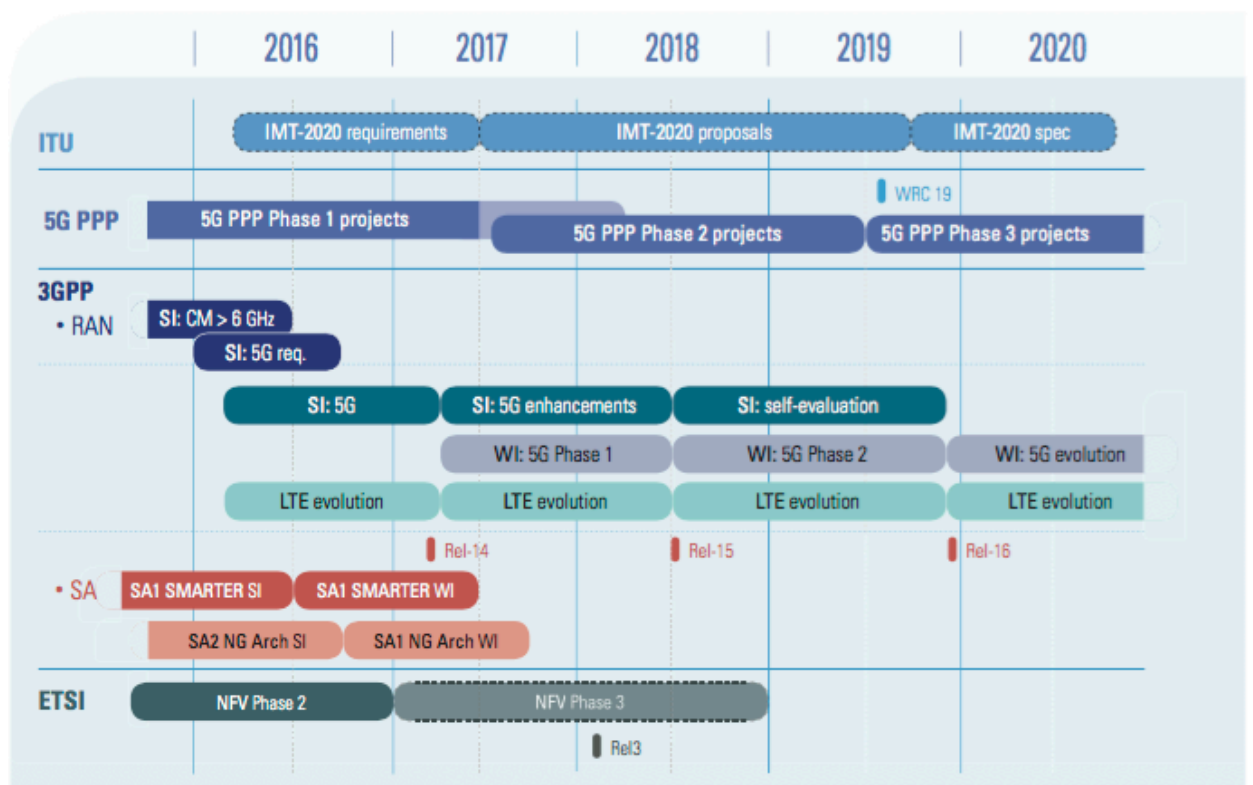 2016 2017 2018 2019 2020
ITU
IMT-2020 requirements
IMT-2020 proposals
IMT-2020 spec
WRC 19
5G PPP
5G PPP Phase 1 projects
5G PPP Phase 2 projects
5G PPP Phase 3 projects
3GPP
• RAN
SI: CM > 6 GHz
SI: 5G req.
SI: 5G
SI: 5G enhancements
SI: self-evaluation
WI: 5G Phase 1
WI: 5G Phase 2
WI: 5G evolution
LTE evolution
LTE evolution
LTE evolution
LTE evolution
Rel-14
Rel-15
Rel-16
• SA
SA1 SMARTER SI
SA1 SMARTER WI
SA2 NG Arch SI
SA1 NG Arch WI
ETSI
NFV Phase 2
NFV Phase 3
Rel3